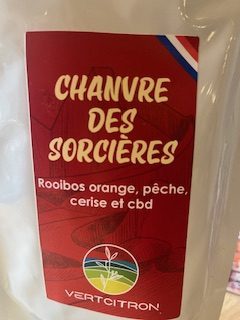 CHANVRE
DES
SORCIÈRES
Rooibos orange, pêche,
cerise et cbd
VERTCITRON